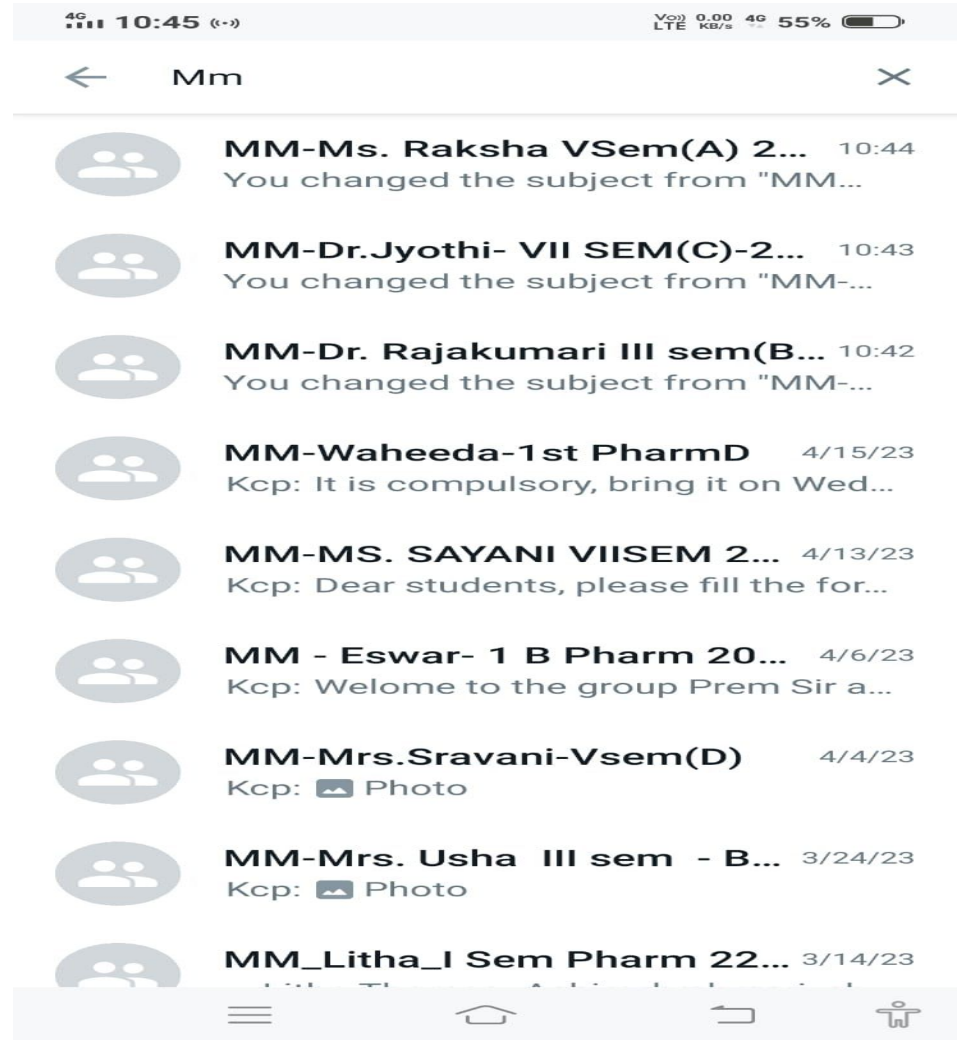 4G 10:45
Vo)) LTE 0.00 KB/s 4G 55%
Mm
MM-Ms. Raksha VSem(A) 2... 10:44
You changed the subject from "MM...
MM-Dr.Jyothi- VII SEM(C)-2... 10:43
You changed the subject from "MM-...
MM-Dr. Rajakumari III sem(B... 10:42
You changed the subject from "MM-...
MM-Waheeda-1st PharmD 4/15/23
Kcp: It is compulsory, bring it on Wed...
MM-MS. SAYANI VIISEM 2... 4/13/23
Kcp: Dear students, please fill the for...
MM - Eswar- 1 B Pharm 20... 4/6/23
Kcp: Welome to the group Prem Sir a...
MM-Mrs.Sravani-Vsem(D) 4/4/23
Kcp: Photo
MM-Mrs. Usha III sem - B... 3/24/23
Kcp: Photo
MM_Litha_I Sem Pharm 22... 3/14/23